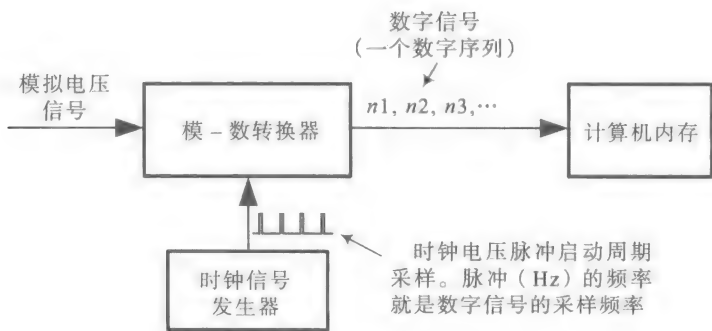 数字信号
（一个数字序列）
模拟电压
信号
模－数转换器
n1, n2, n3,…
计算机内存
时钟信号
发生器
时钟电压脉冲启动周期
采样。脉冲（Hz）的频率
就是数字信号的采样频率